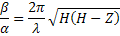 β/α = 2π/λ √H(H − Z)